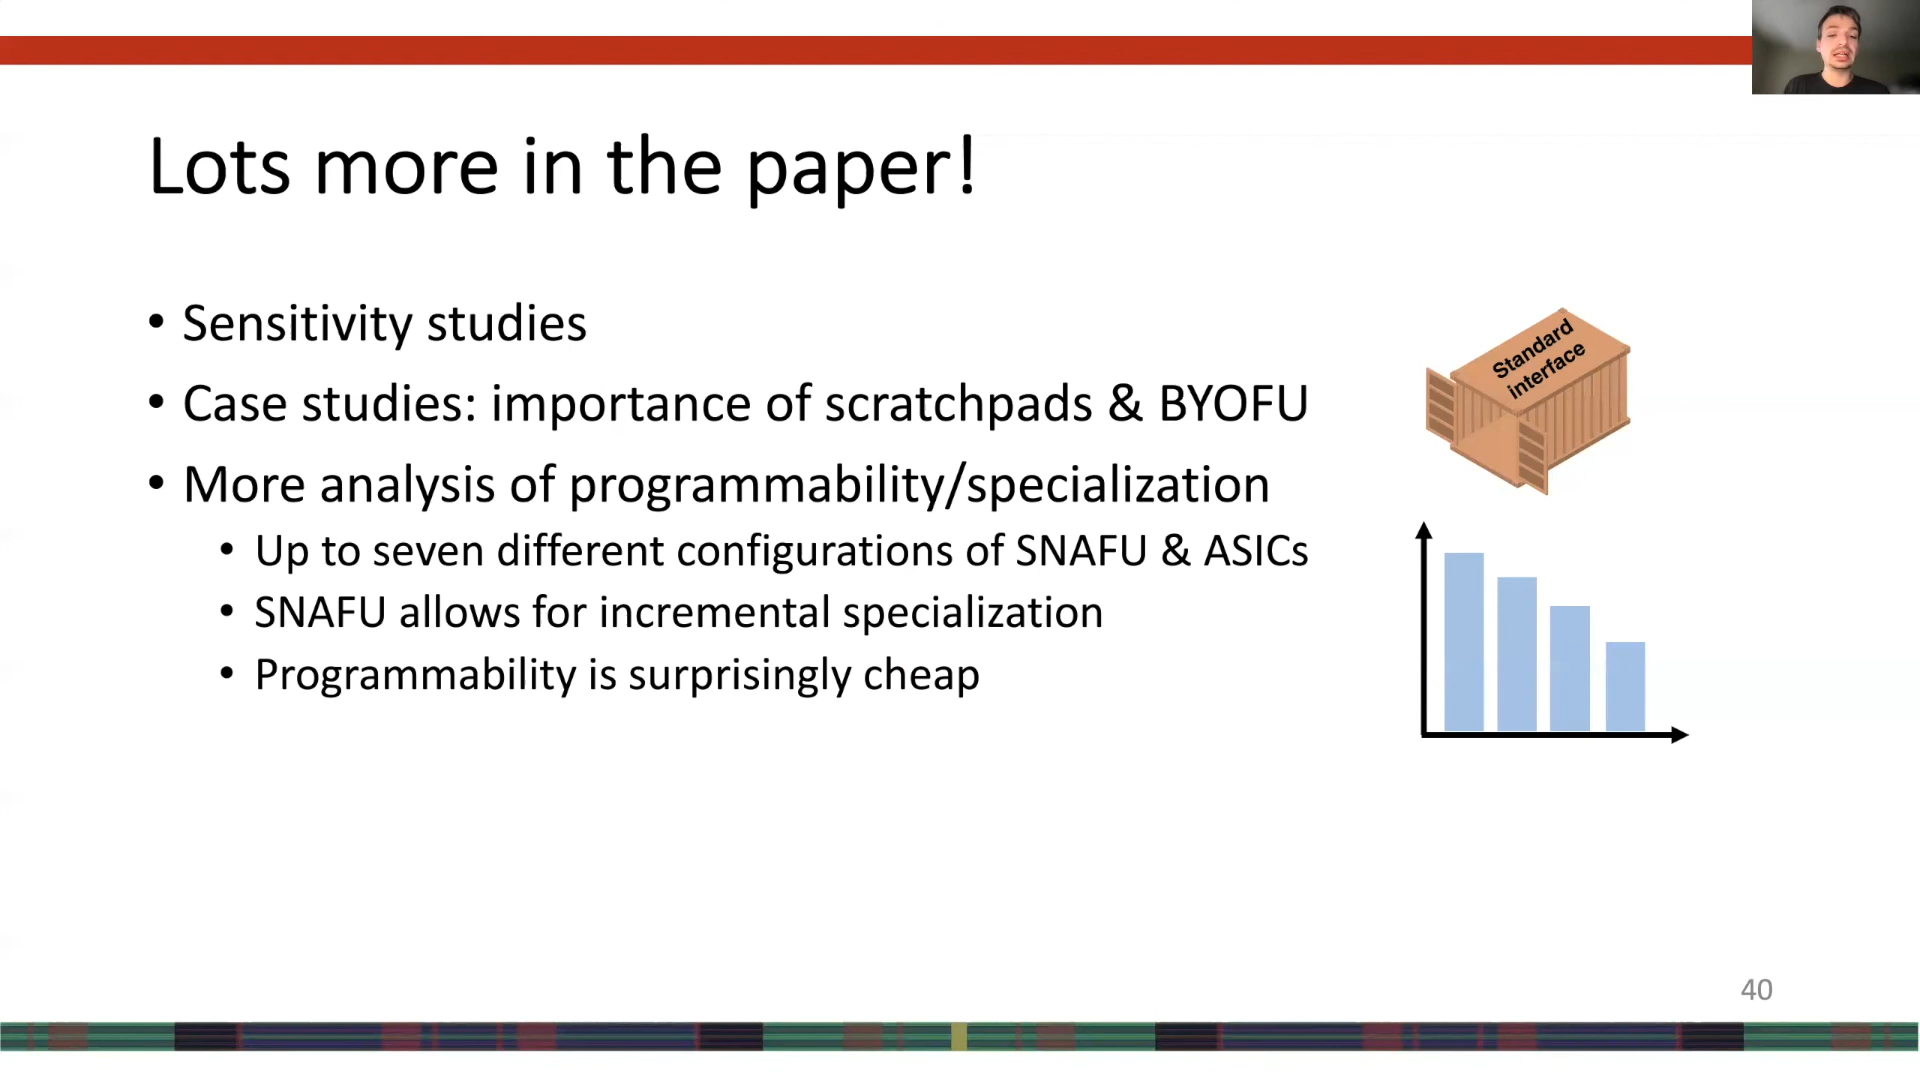 Lots more in the paper!
• Sensitivity studies
• Case studies: importance of scratchpads & BYOFU
• More analysis of programmability/specialization
• Up to seven different configurations of SNAFU & ASICs
• SNAFU allows for incremental specialization
• Programmability is surprisingly cheap
Standard
interface
40